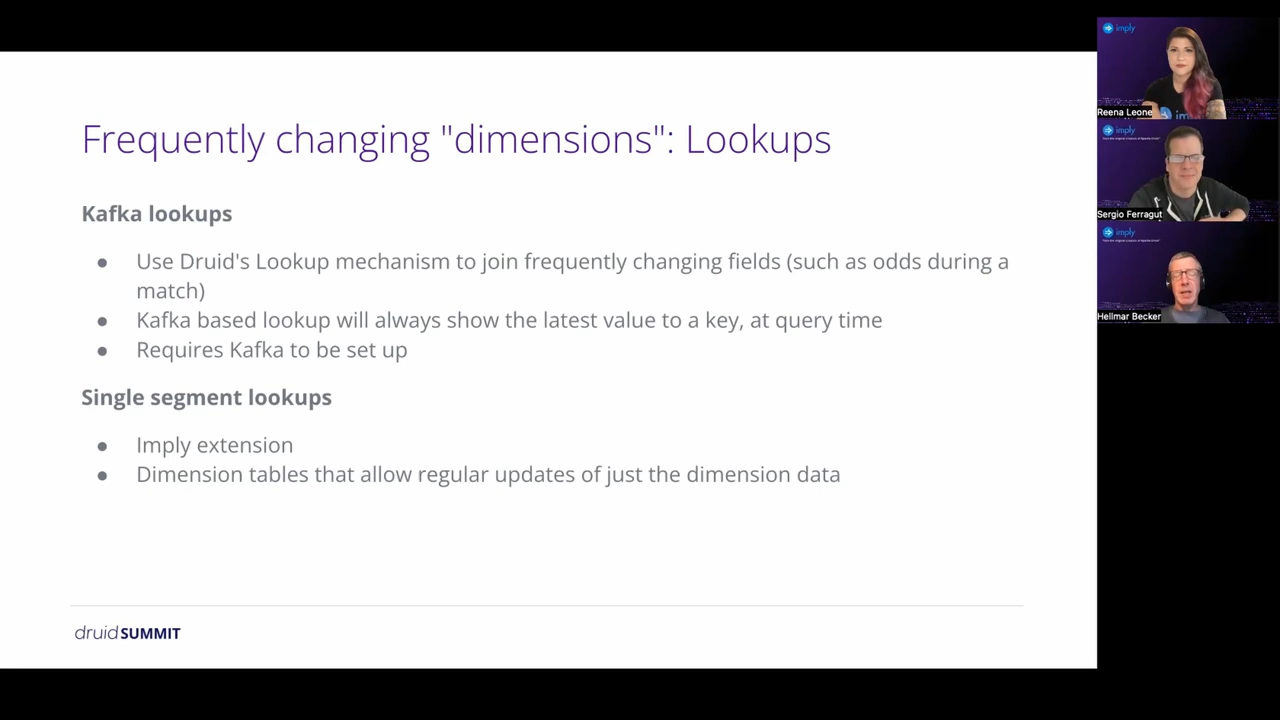 Frequently changing "dimensions": Lookups
Kafka lookups
● Use Druid's Lookup mechanism to join frequently changing fields (such as odds during a
match)
● Kafka based lookup will always show the latest value to a key, at query time
● Requires Kafka to be set up
Single segment lookups
● Imply extension
● Dimension tables that allow regular updates of just the dimension data
druid SUMMIT
imply
Reena Leone
imply
Sergio Ferragut
imply
Hellmar Becker